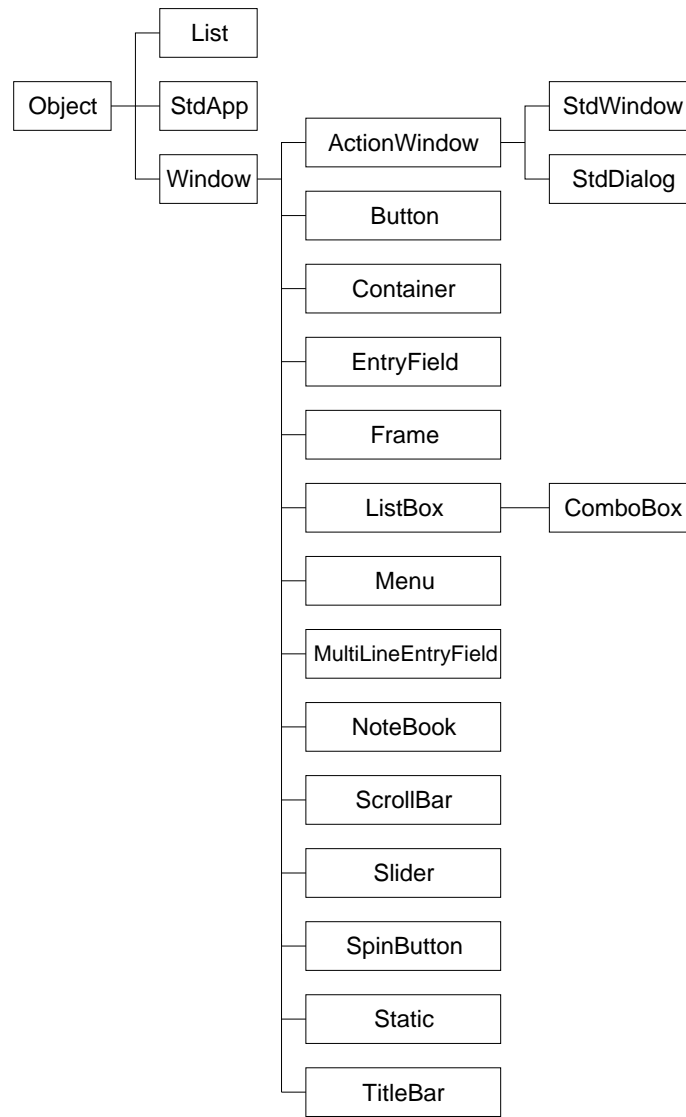 List
Object
StdApp
StdWindow
ActionWindow
Window
StdDialog
Button
Container
EntryField
Frame
ListBox
ComboBox
Menu
MultiLineEntryField
NoteBook
ScrollBar
Slider
SpinButton
Static
TitleBar